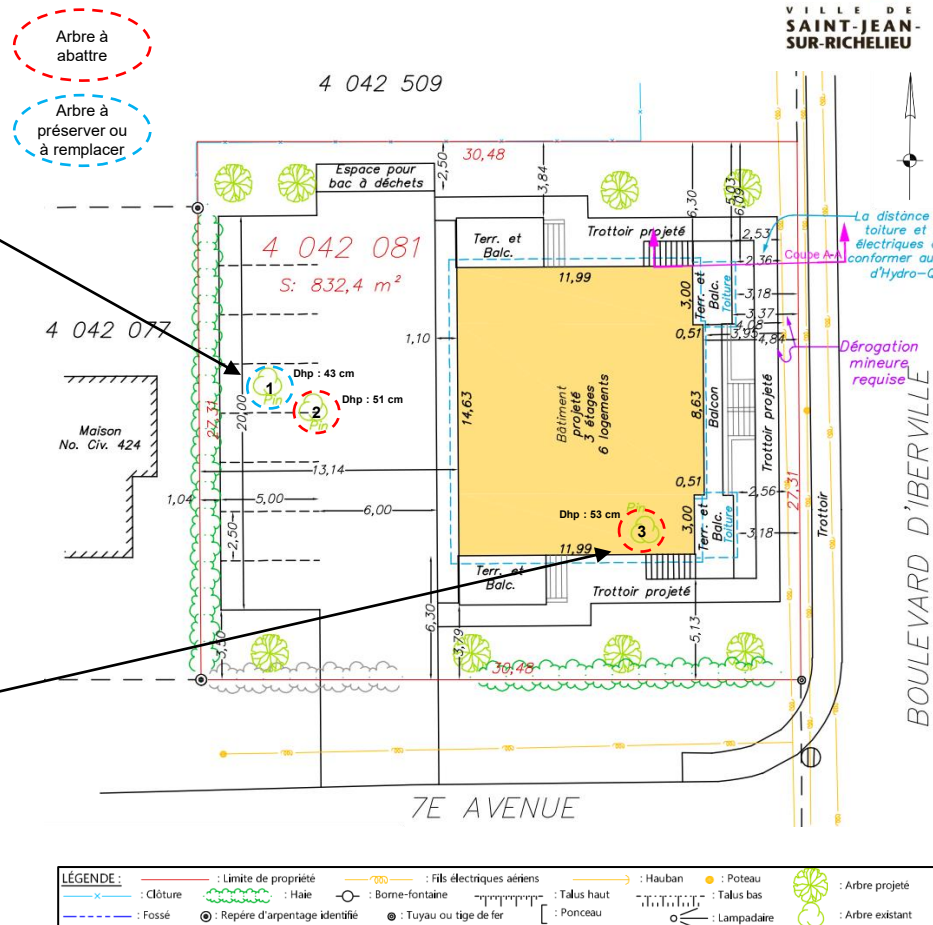 VILLE DE
SAINT-JEAN-
SUR-RICHELIEU
Arbre à
abattre
Arbre à
préserver ou
à remplacer
4 042 509
30,48
2,50
3,84
6,30
5,03
6,09
Espace pour
bac à déchets
Terr. et
Balc.
Trottoir projeté
2,53
2,36
La distance
toiture et
électriques
conformer au
d'Hydro-Q
Coupe A-A
4 042 081
S: 832,4 m²
11,99
3,00
Terr. et
Balc.
Toiture
3,18
3,37
4,08
3,95
4,84
0,51
4 042 077
1,10
Dérogation
mineure
requise
Dhp : 43 cm
1
Pin
Dhp : 51 cm
2
Pin
Maison
No. Civ. 424
27,31
20,00
14,63
Bâtiment
projeté
3 étages
6 logements
8,63
Balcon
Trottoir projeté
13,14
1,04
5,00
6,00
2,50
0,51
2,56
27,31
Trottoir
BOULEVARD D'IBERVILLE
Dhp : 53 cm
Pin
3
3,00
Terr. et
Balc.
Toiture
3,18
11,99
Terr. et
Balc.
Trottoir projeté
6,30
3,79
5,13
3,50
30,48
7E AVENUE
LÉGENDE :
: Limite de propriété
: Fils électriques aériens
: Hauban
: Poteau
: Arbre projeté
: Clôture
: Haie
: Borne-fontaine
: Talus haut
: Talus bas
: Fossé
: Repère d'arpentage identifié
: Tuyau ou tige de fer
: Ponceau
: Lampadaire
: Arbre existant